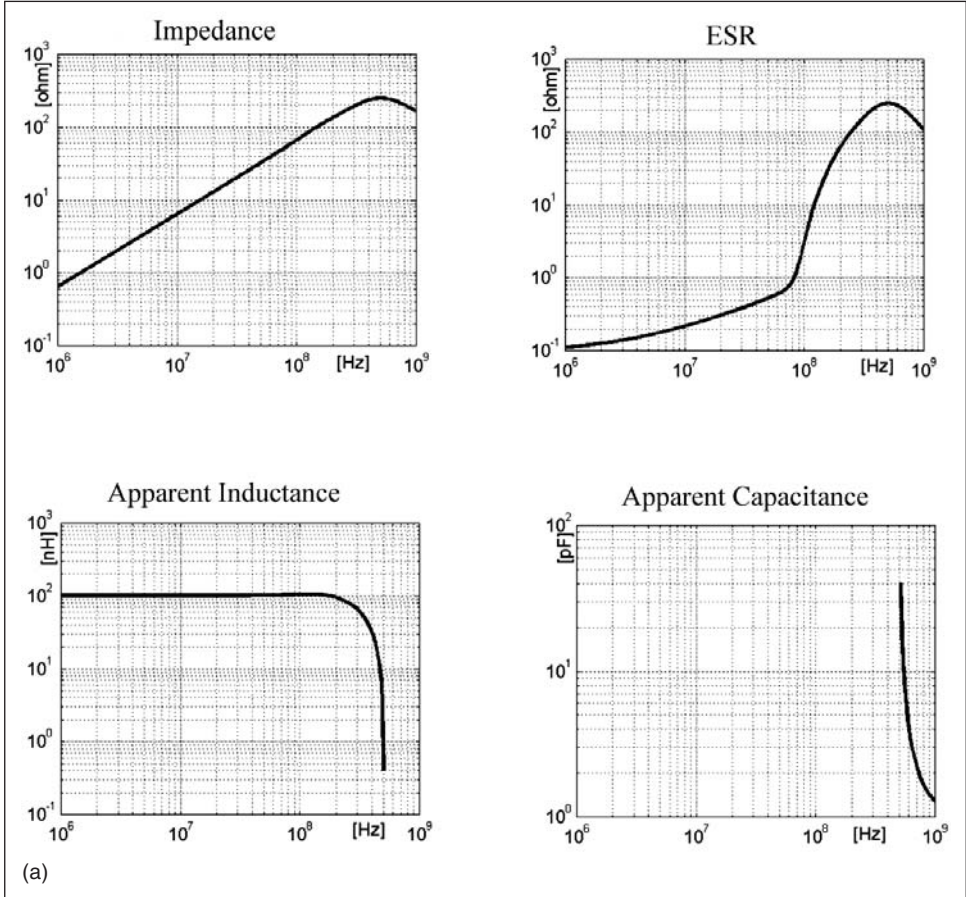 Impedance
[ohm]
10³
10²
10¹
10⁰
10⁻¹
10⁶
10⁷
10⁸
[Hz]
10⁹
ESR
[ohm]
10³
10²
10¹
10⁰
10⁻¹
10⁶
10⁷
10⁸
[Hz]
10⁹
Apparent Inductance
[nH]
10³
10²
10¹
10⁰
10⁻¹
10⁶
10⁷
10⁸
[Hz]
10⁹
Apparent Capacitance
[pF]
10²
10¹
10⁰
10⁶
10⁷
10⁸
[Hz]
10⁹
(a)